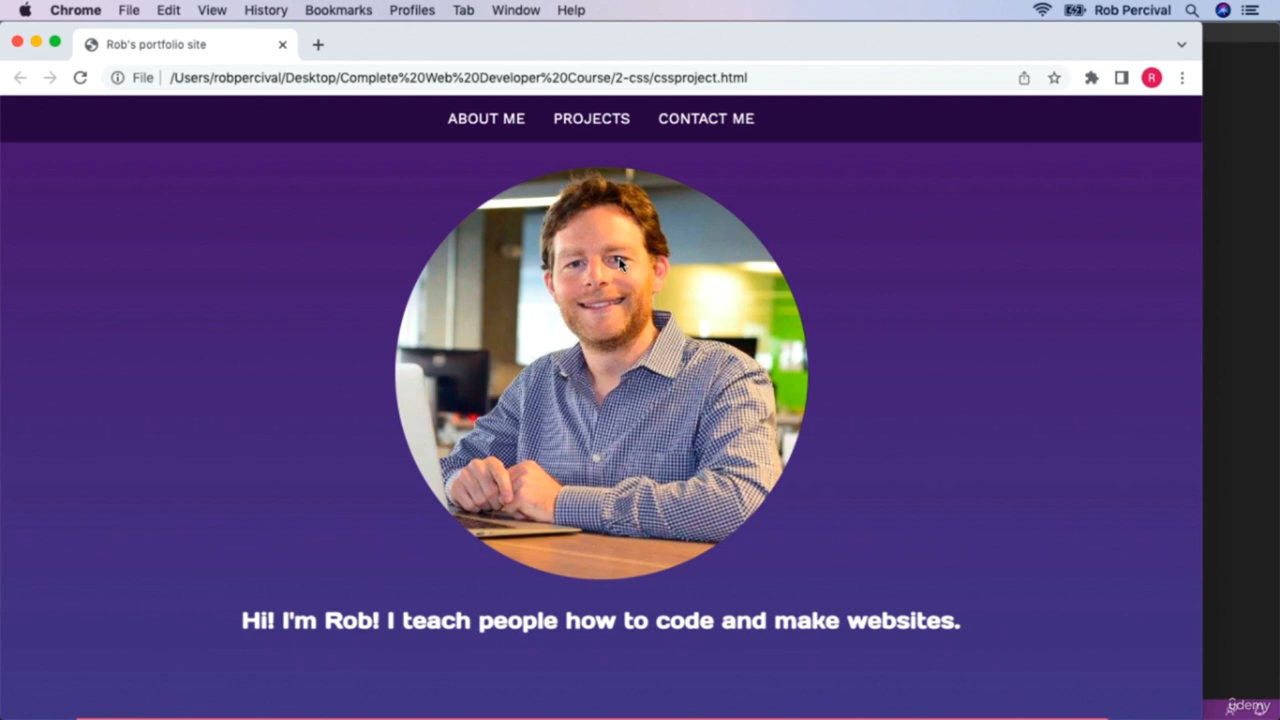 Chrome File Edit View History Bookmarks Profiles Tab Window Help Rob Percival
Rob's portfolio site
File /Users/robpercival/Desktop/Complete%20Web%20Developer%20Course/2-css/cssproject.html R
ABOUT ME PROJECTS CONTACT ME
Hi! I'm Rob! I teach people how to code and make websites.
ûdemy